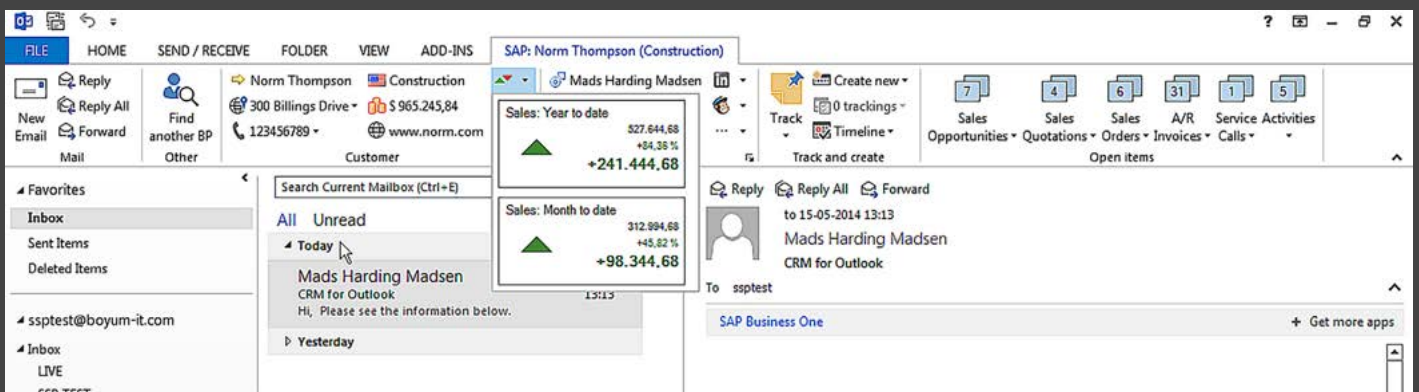 FILE HOME SEND / RECEIVE FOLDER VIEW ADD-INS SAP: Norm Thompson (Construction)
New Email
Reply
Reply All
Forward
Mail
Find another BP
Other
Norm Thompson Construction
300 Billings Drive $ 965.245,84
123456789 www.norm.com
Customer
Mads Harding Madsen
Track
Create new
0 trackings
Timeline
Track and create
7 Sales Opportunities
4 Sales Quotations
6 Sales Orders
31 A/R Invoices
1 Service Calls
5 Activities
Open items
Sales: Year to date
527.644,68
+84,36 %
+241.444,68
Sales: Month to date
312.994,68
+45,82 %
+98.344,68
Favorites
Inbox
Sent Items
Deleted Items
ssptest@boyum-it.com
Inbox
LIVE
SSP TEST
Search Current Mailbox (Ctrl+E)
All Unread
Today
Mads Harding Madsen
CRM for Outlook 13:13
Hi, Please see the information below.
Yesterday
Reply Reply All Forward
to 15-05-2014 13:13
Mads Harding Madsen
CRM for Outlook
To ssptest
SAP Business One + Get more apps